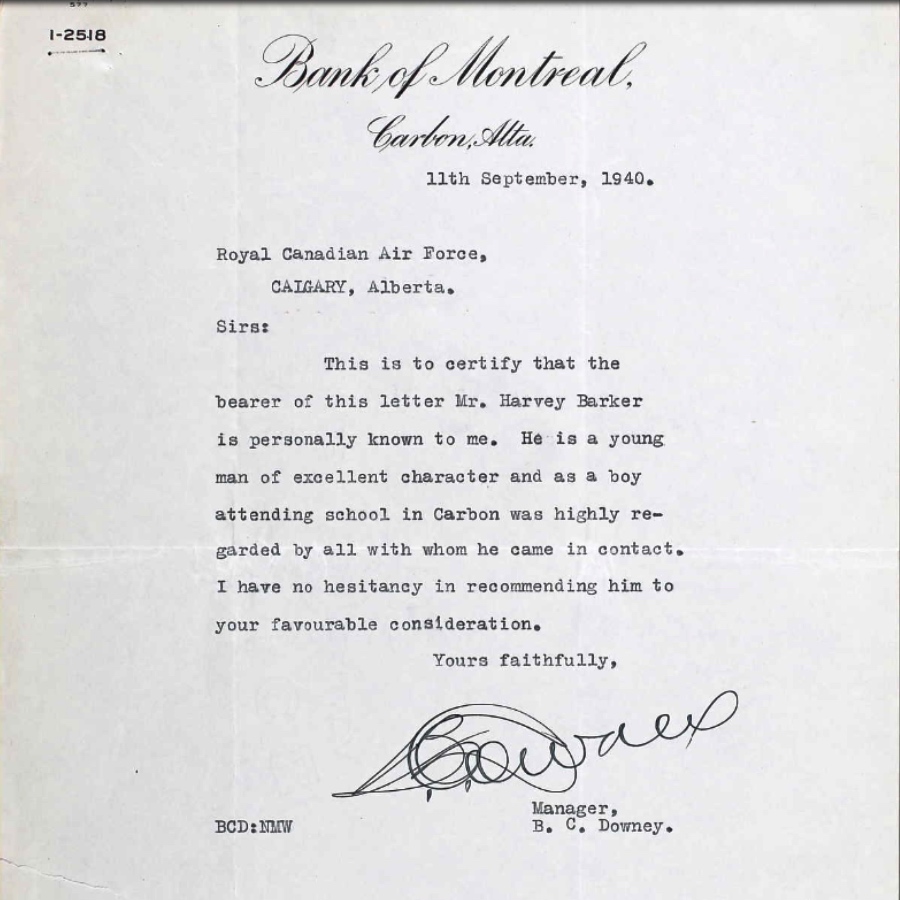 I-2518
Bank of Montreal,
Carbon, Alta.
11th September, 1940.
Royal Canadian Air Force,
CALGARY, Alberta.
Sirs:
This is to certify that the
bearer of this letter Mr. Harvey Barker
is personally known to me. He is a young
man of excellent character and as a boy
attending school in Carbon was highly re-
garded by all with whom he came in contact.
I have no hesitancy in recommending him to
your favourable consideration.
Yours faithfully,
Manager,
BCD:NMW B. C. Downey.